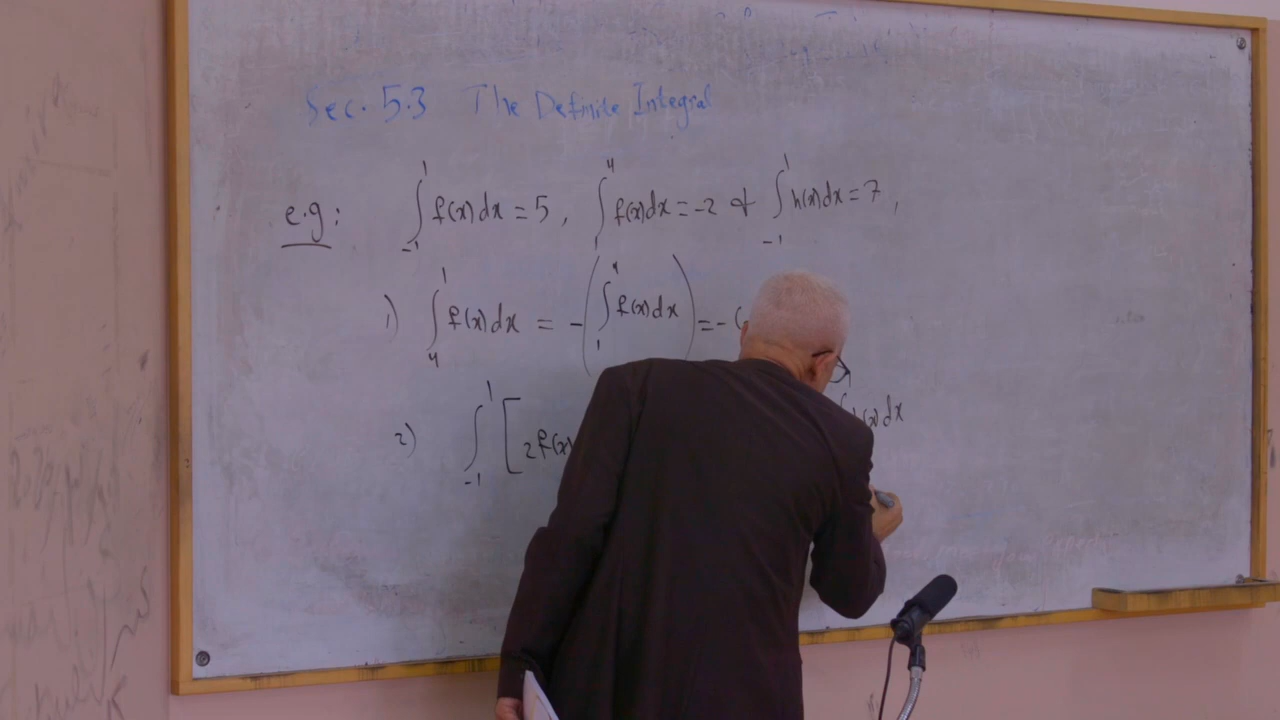 Sec. 5.3 The Definite Integral
e.g: ∫_{-1}^{1} f(x)dx = 5, ∫_{1}^{4} f(x)dx = -2 & ∫_{-1}^{1} h(x)dx = 7,
1) ∫_{4}^{1} f(x)dx = -(∫_{1}^{4} f(x)dx) = -(
2) ∫_{-1}^{1} [2f(x) h(x)dx